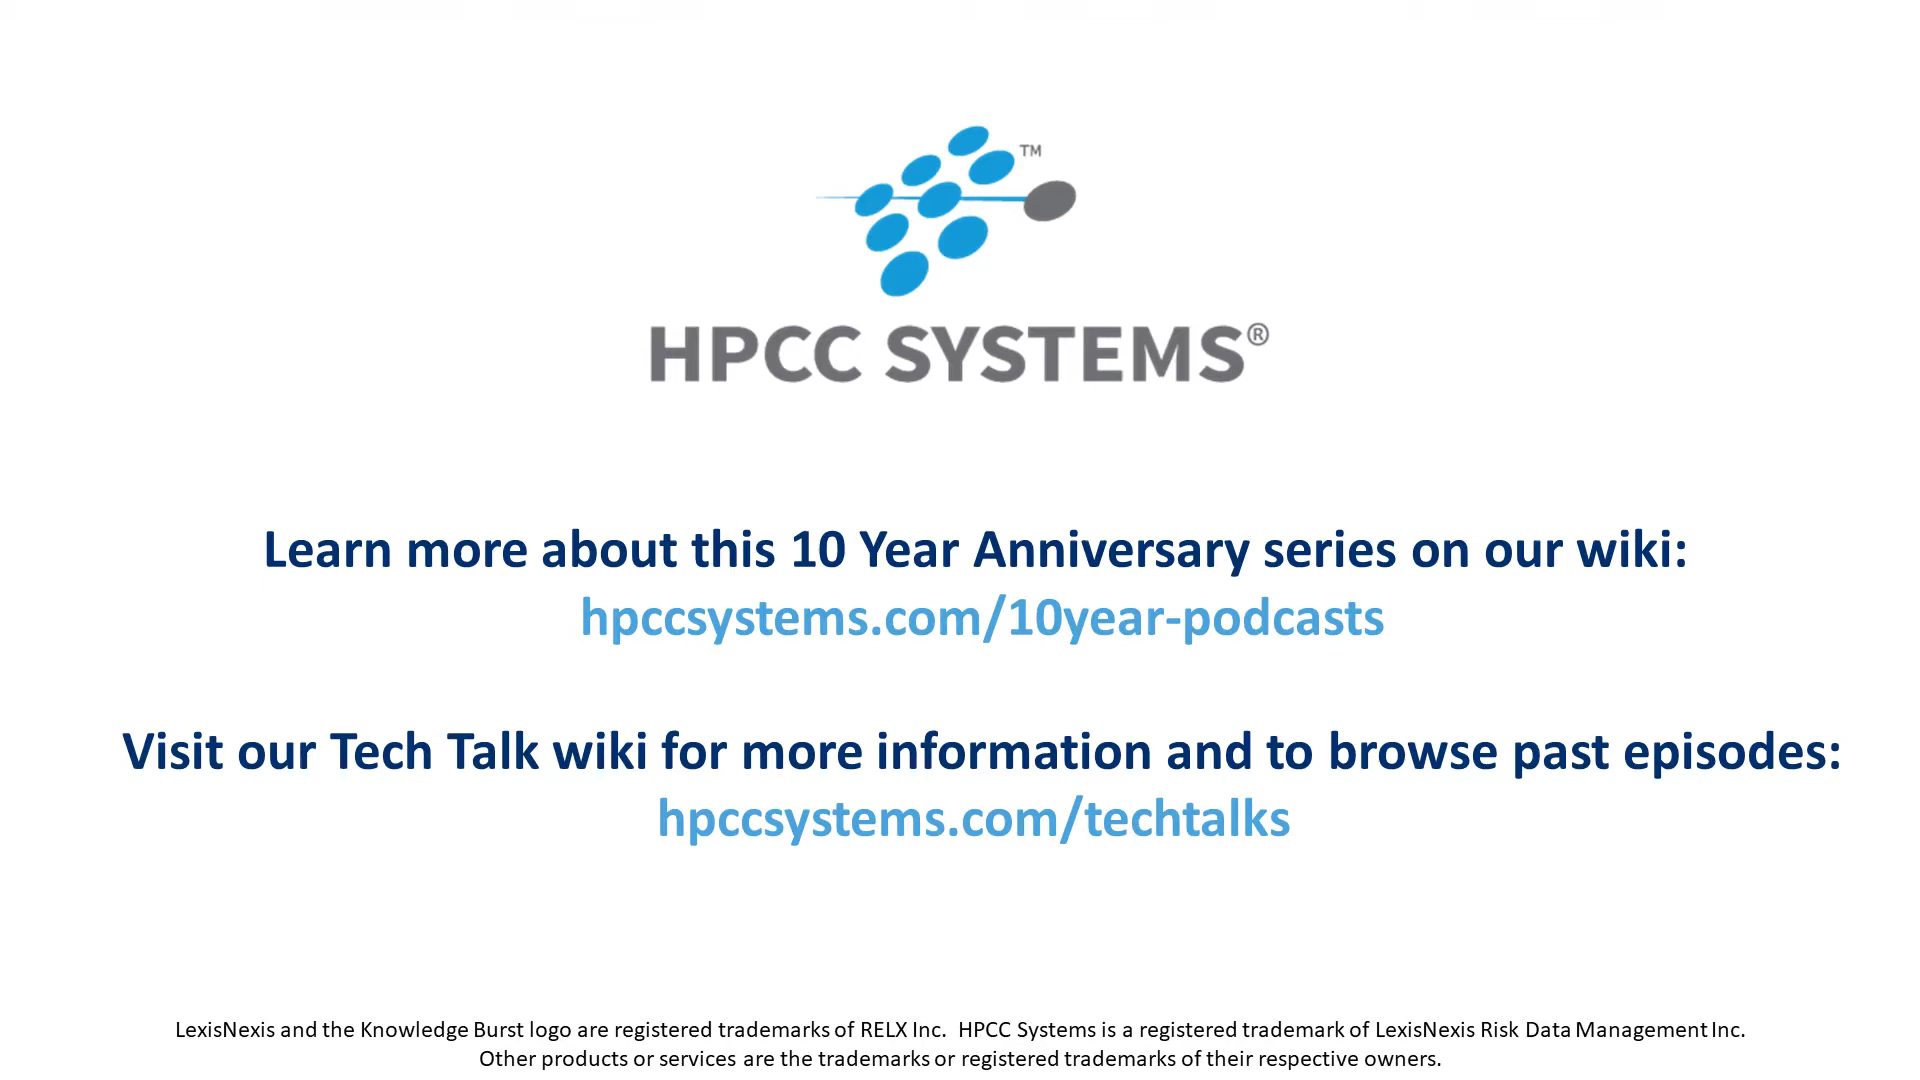 TM
HPCC SYSTEMS®
Learn more about this 10 Year Anniversary series on our wiki:
hpccsystems.com/10year-podcasts
Visit our Tech Talk wiki for more information and to browse past episodes:
hpccsystems.com/techtalks
LexisNexis and the Knowledge Burst logo are registered trademarks of RELX Inc.  HPCC Systems is a registered trademark of LexisNexis Risk Data Management Inc.
Other products or services are the trademarks or registered trademarks of their respective owners.